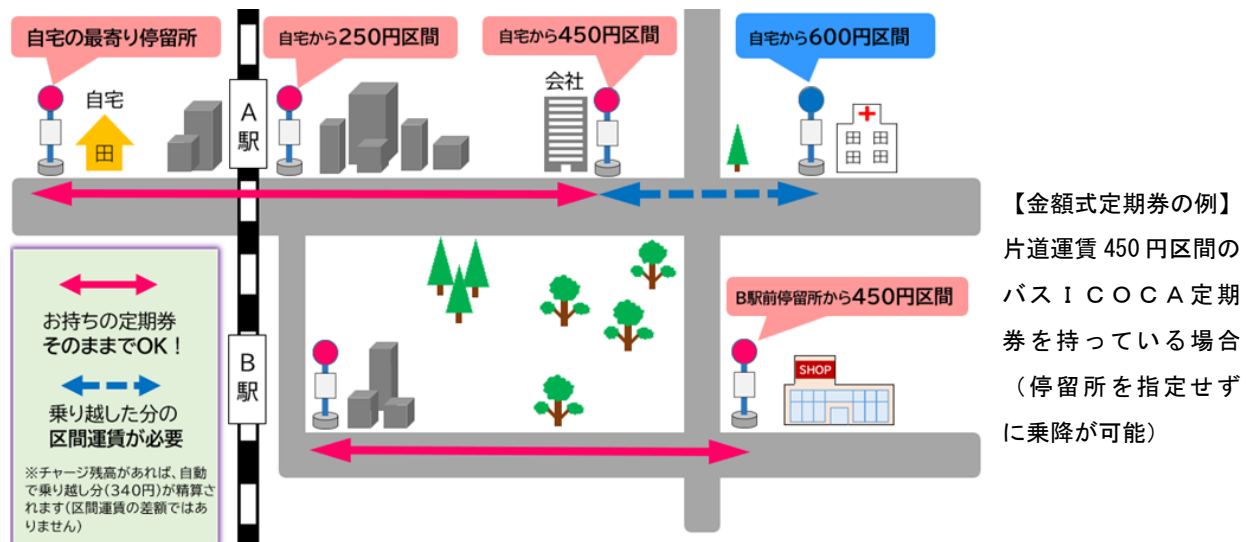 自宅の最寄り停留所
自宅から250円区間
自宅から450円区間
自宅から600円区間
自宅
A
駅
会社
お持ちの定期券
そのままでOK！
乗り越した分の
区間運賃が必要
※チャージ残高があれば、自動
で乗り越し分(340円)が精算さ
れます(区間運賃の差額ではあ
りません)
B
駅
B駅前停留所から450円区間
SHOP
【金額式定期券の例】
片道運賃 450 円区間の
バスＩＣＯＣＡ定期
券を持っている場合
（停留所を指定せず
に乗降が可能）